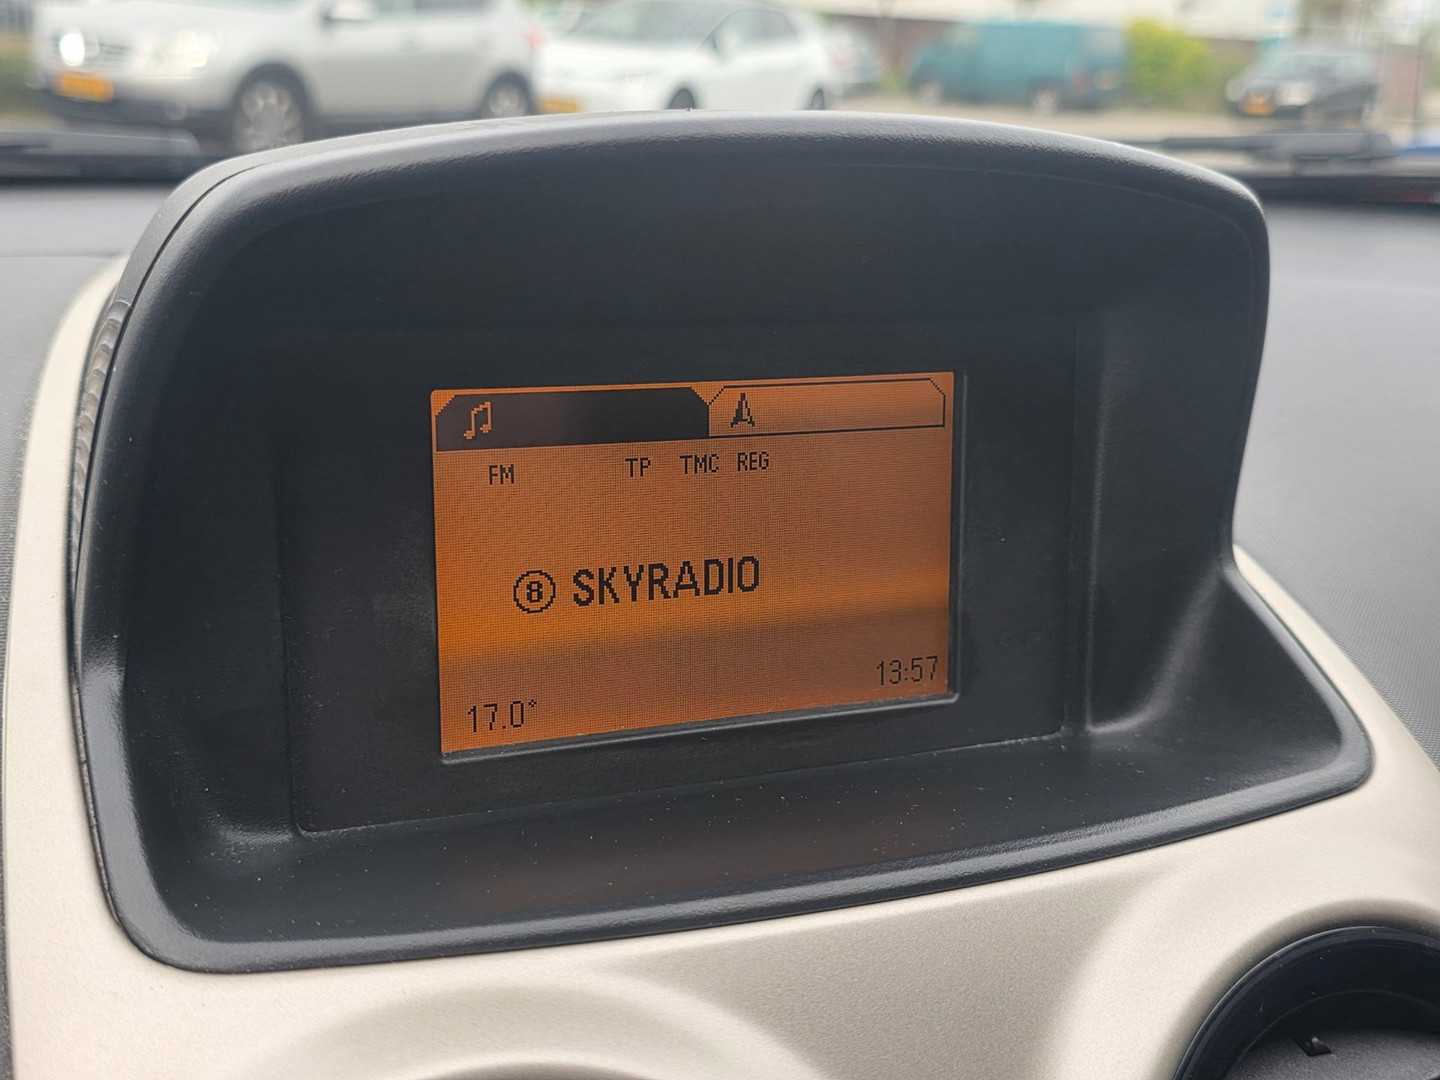 FM TP TMC REG
8 SKYRADIO
17.0° 13:57